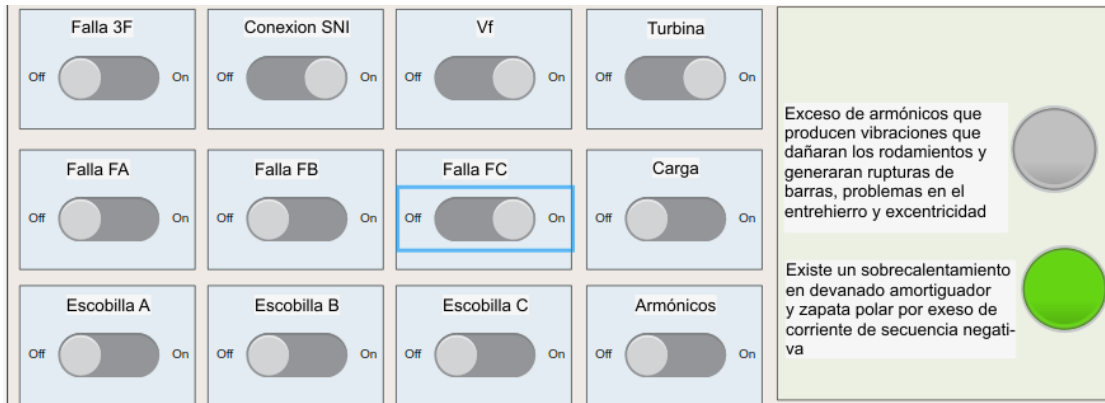 Falla 3F
Conexion SNI
Vf
Turbina
Off On
Off On
Off On
Off On
Falla FA
Falla FB
Falla FC
Carga
Off On
Off On
Off On
Off On
Escobilla A
Escobilla B
Escobilla C
Armónicos
Off On
Off On
Off On
Off On
Exceso de armónicos que
producen vibraciones que
dañaran los rodamientos y
generaran rupturas de
barras, problemas en el
entrehierro y excentricidad
Existe un sobrecalentamiento
en devanado amortiguador
y zapata polar por exeso de
corriente de secuencia negati-
va